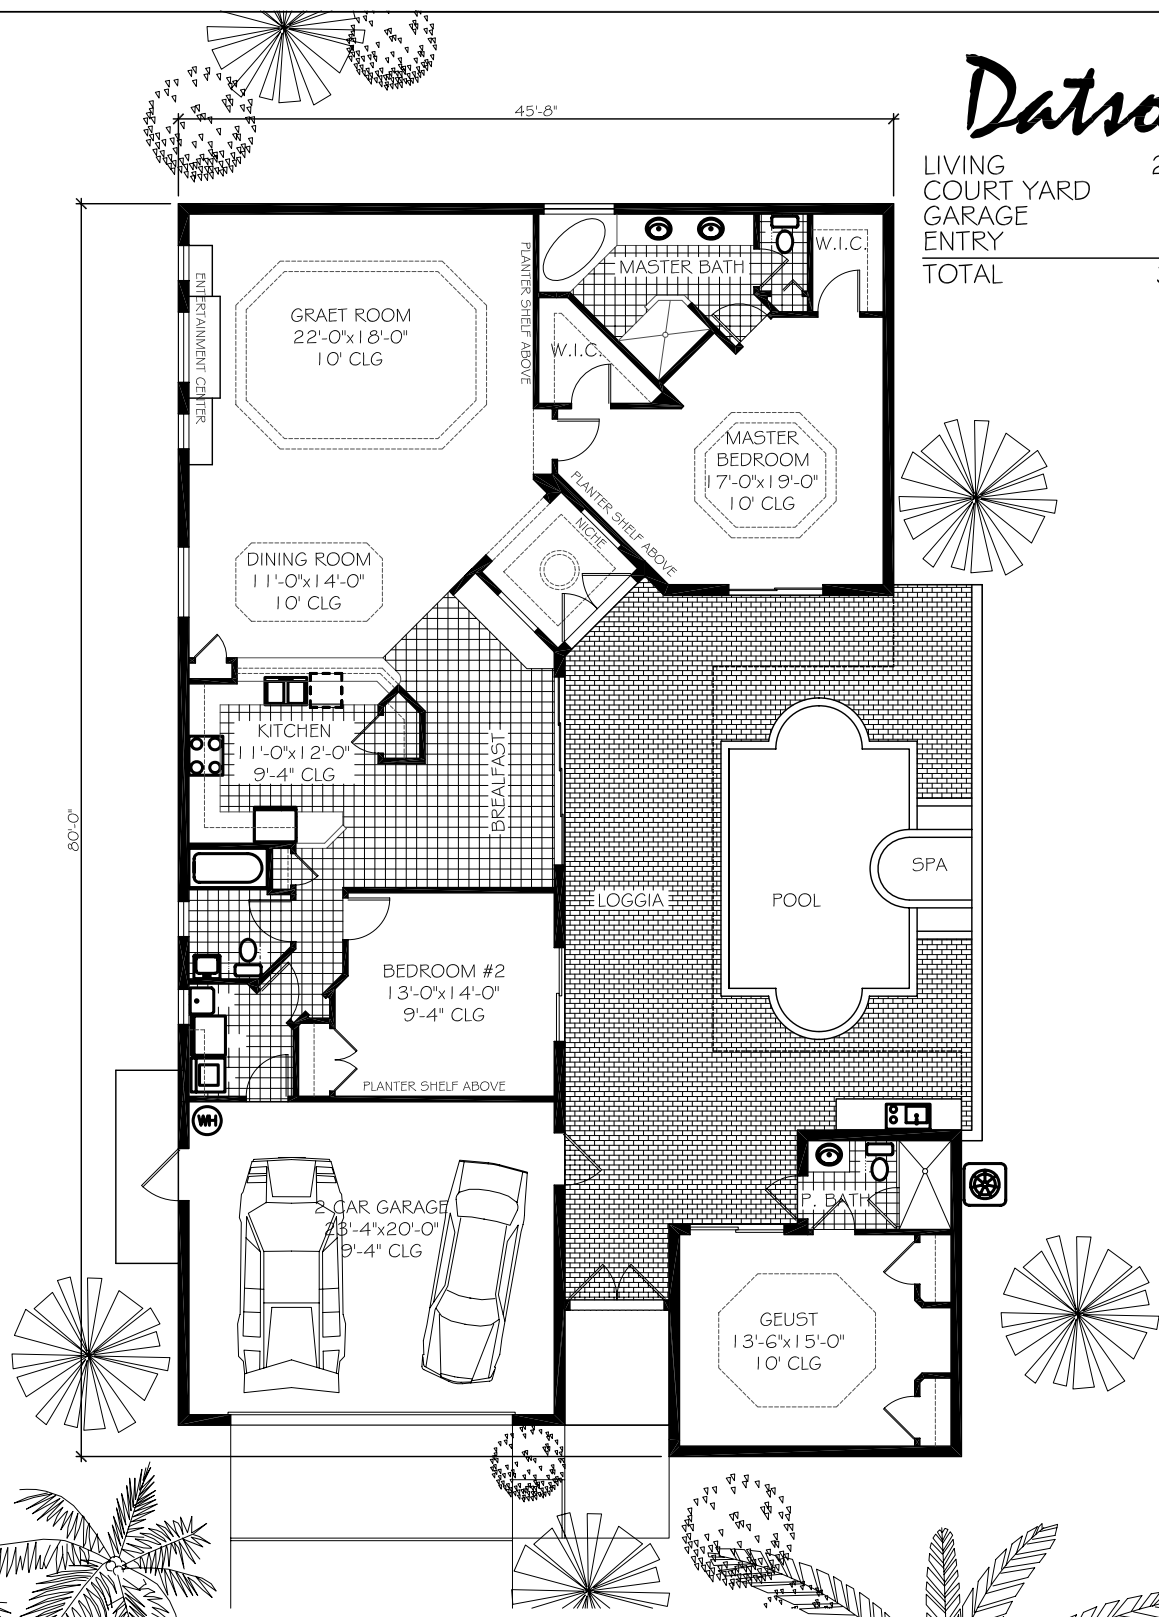 45'-8"
LIVING
COURT YARD
GARAGE
ENTRY
TOTAL
80'-0"
ENTERTAINMENT CENTER
GRAET ROOM
22'-0"x18'-0"
10' CLG
PLANTER SHELF ABOVE
MASTER BATH
W.I.C.
W.I.C.
MASTER
BEDROOM
17'-0"x19'-0"
10' CLG
PLANTER SHELF ABOVE
NICHE
DINING ROOM
11'-0"x14'-0"
10' CLG
KITCHEN
11'-0"x12'-0"
9'-4" CLG
BREALFAST
LOGGIA
POOL
SPA
BEDROOM #2
13'-0"x14'-0"
9'-4" CLG
PLANTER SHELF ABOVE
WH
2 CAR GARAGE
23'-4"x20'-0"
9'-4" CLG
P. BATH
GEUST
13'-6"x15'-0"
10' CLG